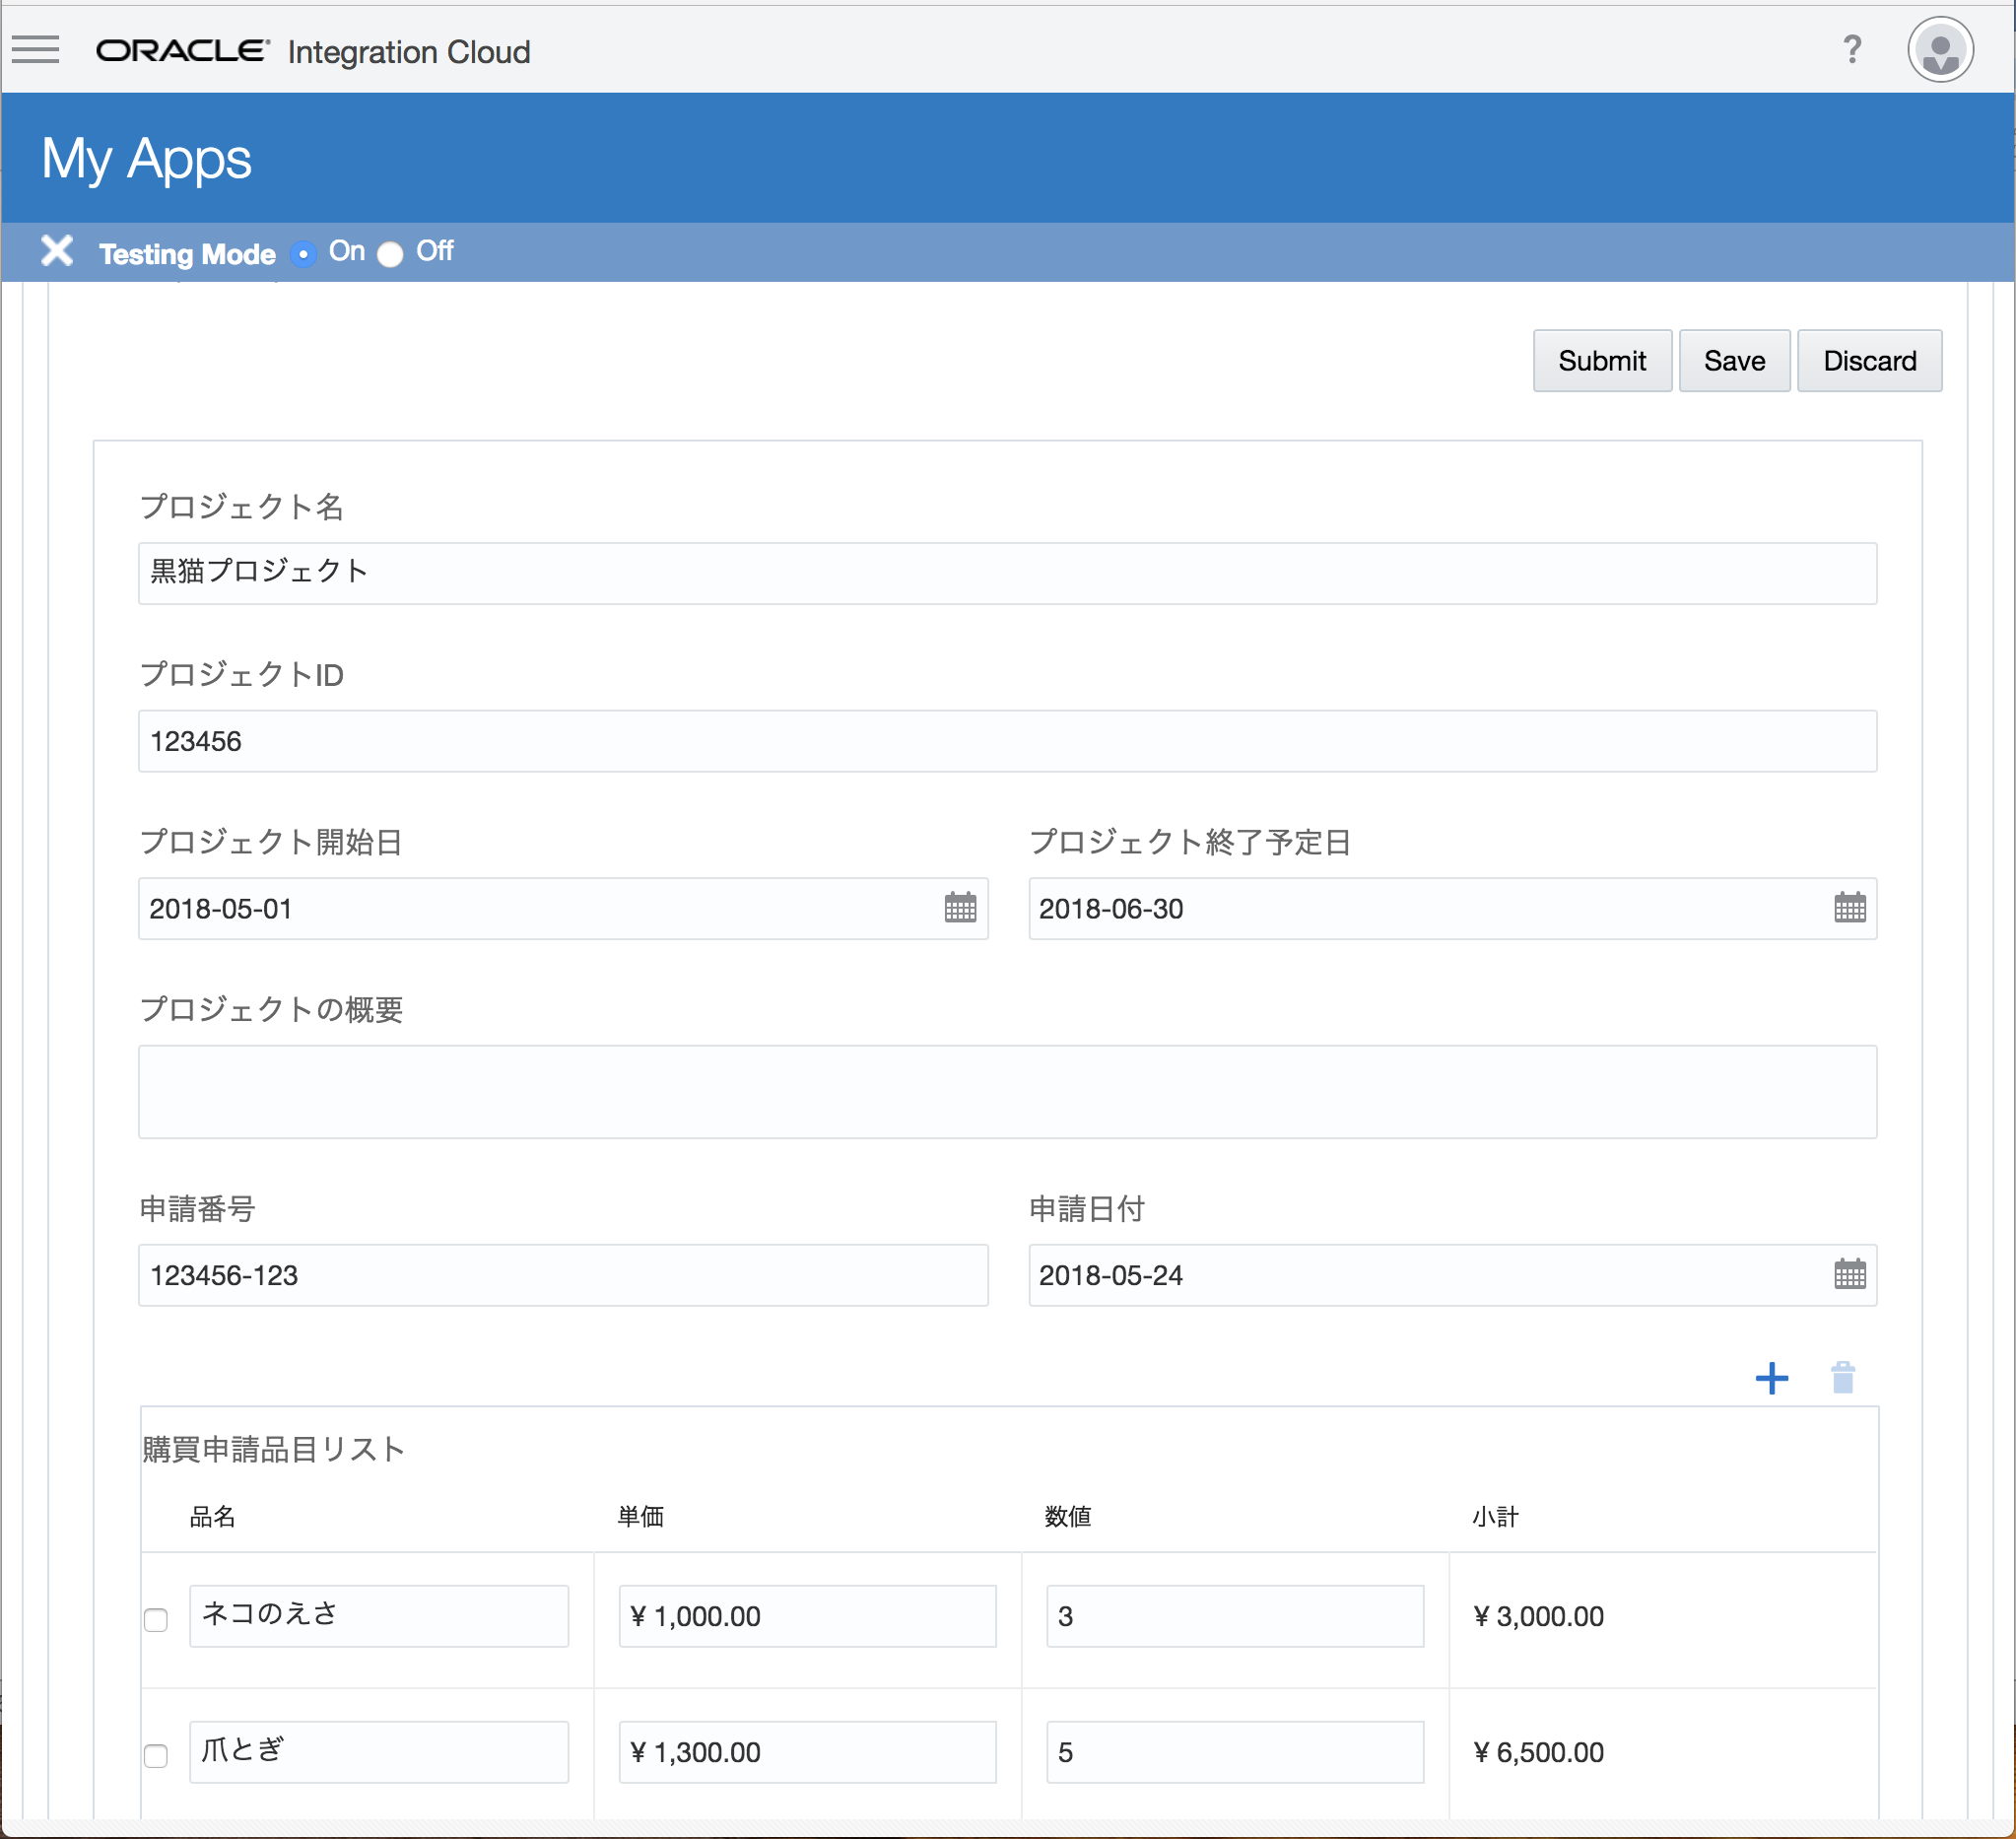 ORACLE® Integration Cloud ?
My Apps
Testing Mode On Off
Submit Save Discard
プロジェクト名
黒猫プロジェクト
プロジェクトID
123456
プロジェクト開始日 プロジェクト終了予定日
2018-05-01 2018-06-30
プロジェクトの概要
申請番号 申請日付
123456-123 2018-05-24
購買申請品目リスト
品名 単価 数値 小計
ネコのえさ ¥ 1,000.00 3 ¥ 3,000.00
爪とぎ ¥ 1,300.00 5 ¥ 6,500.00